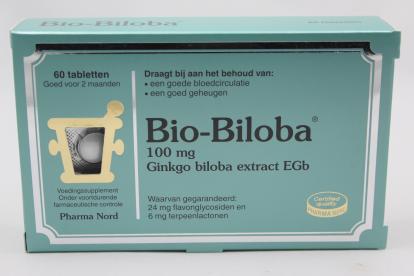 60 tabletten
Goed voor 2 maanden
Draagt bij aan het behoud van:
• een goede bloedcirculatie
• een goed geheugen
Bio-Biloba®
100 mg
Ginkgo biloba extract EGb
Voedingssupplement
Onder voortdurende
farmaceutische controle
Pharma Nord
Waarvan gegarandeerd:
24 mg flavonglycosiden en
6 mg terpeenlactonen
Certified
quality
PHARMA NORD